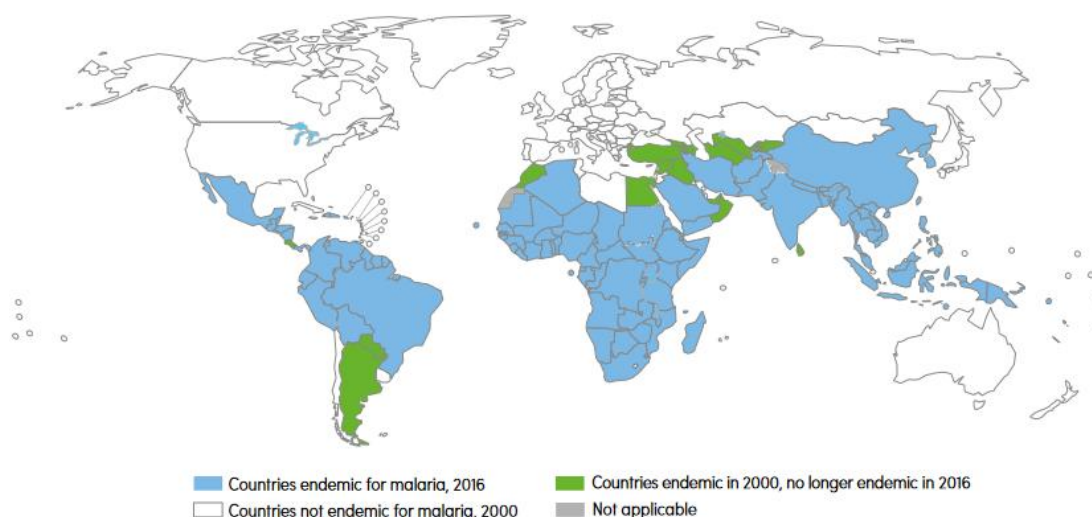 Countries endemic for malaria, 2016
Countries endemic in 2000, no longer endemic in 2016
Countries not endemic for malaria, 2000
Not applicable